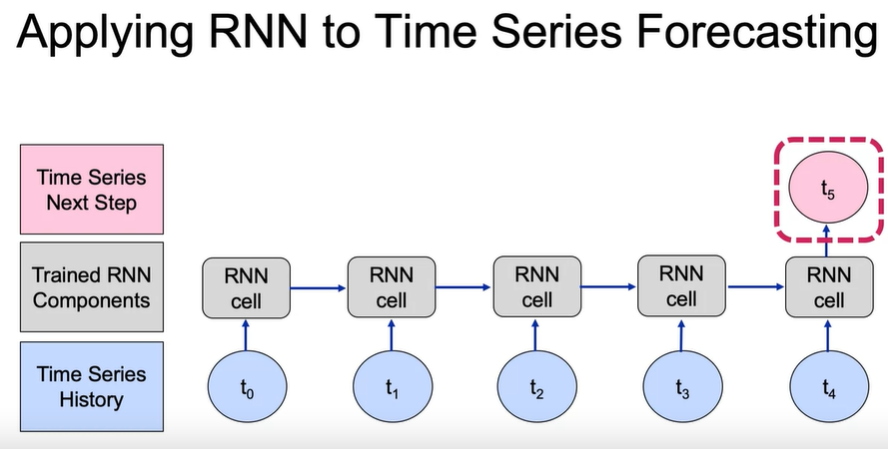 Applying RNN to Time Series Forecasting
Time Series
Next Step
t₅
Trained RNN
Components
RNN
cell
RNN
cell
RNN
cell
RNN
cell
RNN
cell
Time Series
History
t₀
t₁
t₂
t₃
t₄